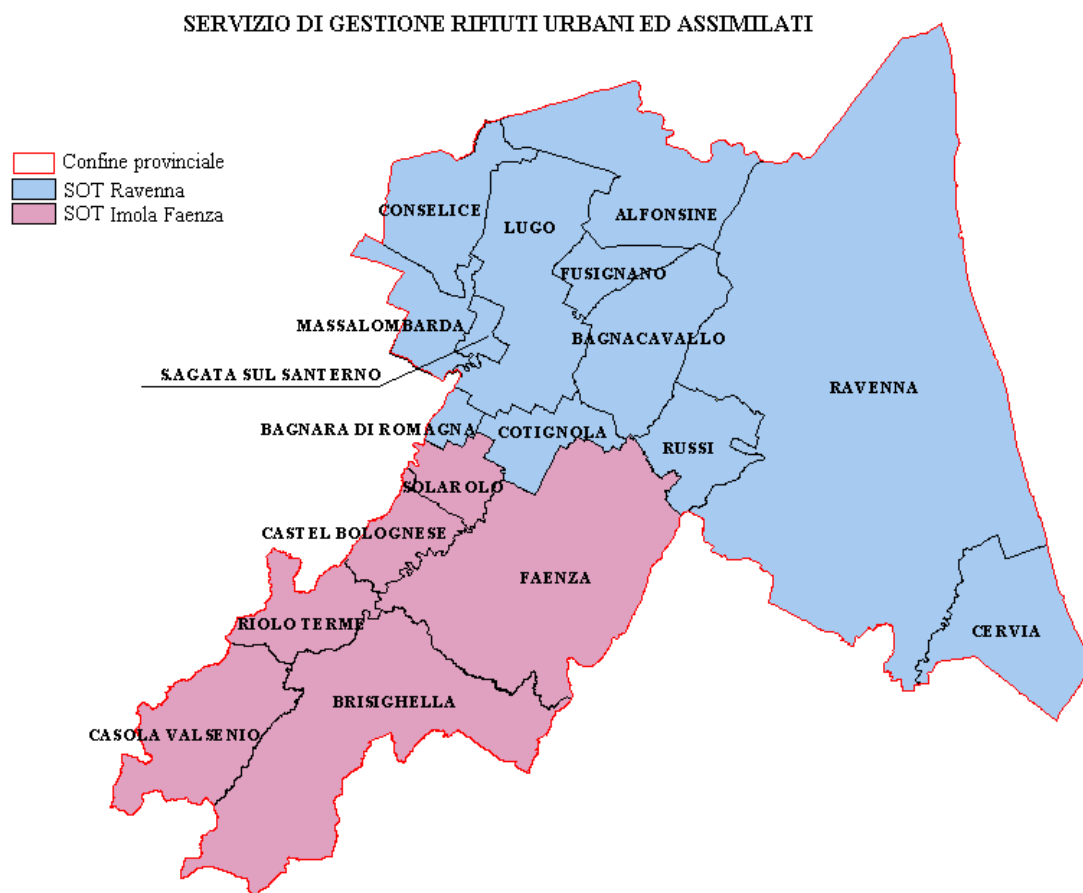 SERVIZIO DI GESTIONE RIFIUTI URBANI ED ASSIMILATI
Confine provinciale
SOT Ravenna
SOT Imola Faenza
CONSELICE
LUGO
ALFONSINE
FUSIGNANO
MASSALOMBARDA
BAGNACAVALLO
S.AGATA SUL SANTERNO
RAVENNA
BAGNARA DI ROMAGNA
COTIGNOLA
RUSSI
SOLAROLO
CASTEL BOLOGNESE
FAENZA
RIOLO TERME
CERVIA
BRISIGHELLA
CASOLA VALSENIO